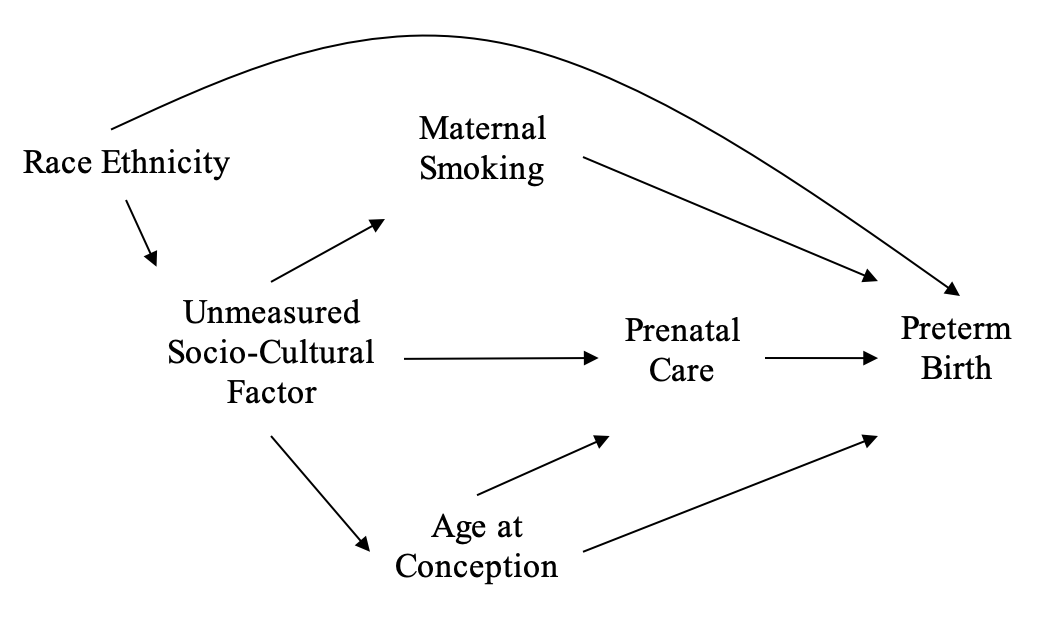 Maternal
Smoking
Race Ethnicity
Unmeasured
Socio-Cultural
Factor
Prenatal
Care
Preterm
Birth
Age at
Conception